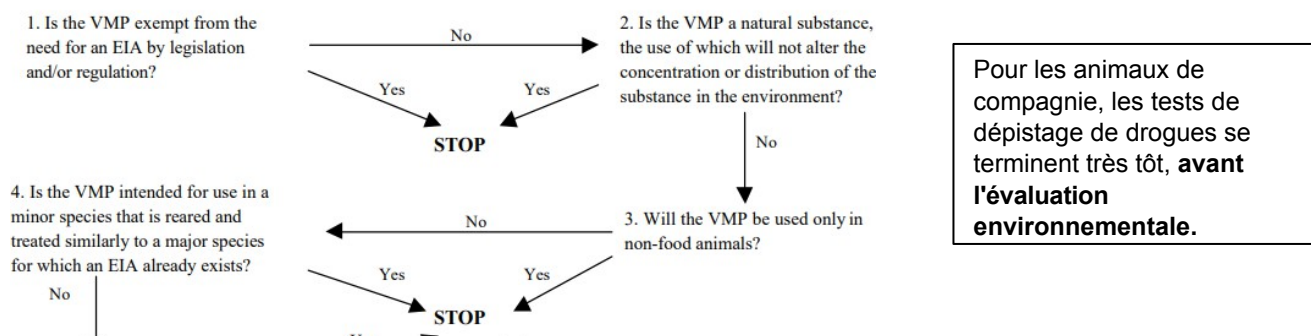 1. Is the VMP exempt from the
need for an EIA by legislation
and/or regulation?
No
2. Is the VMP a natural substance,
the use of which will not alter the
concentration or distribution of the
substance in the environment?
Yes
Yes
STOP
No
Pour les animaux de
compagnie, les tests de
dépistage de drogues se
terminent très tôt, avant
l'évaluation
environnementale.
4. Is the VMP intended for use in a
minor species that is reared and
treated similarly to a major species
for which an EIA already exists?
No
3. Will the VMP be used only in
non-food animals?
Yes
Yes
No
STOP